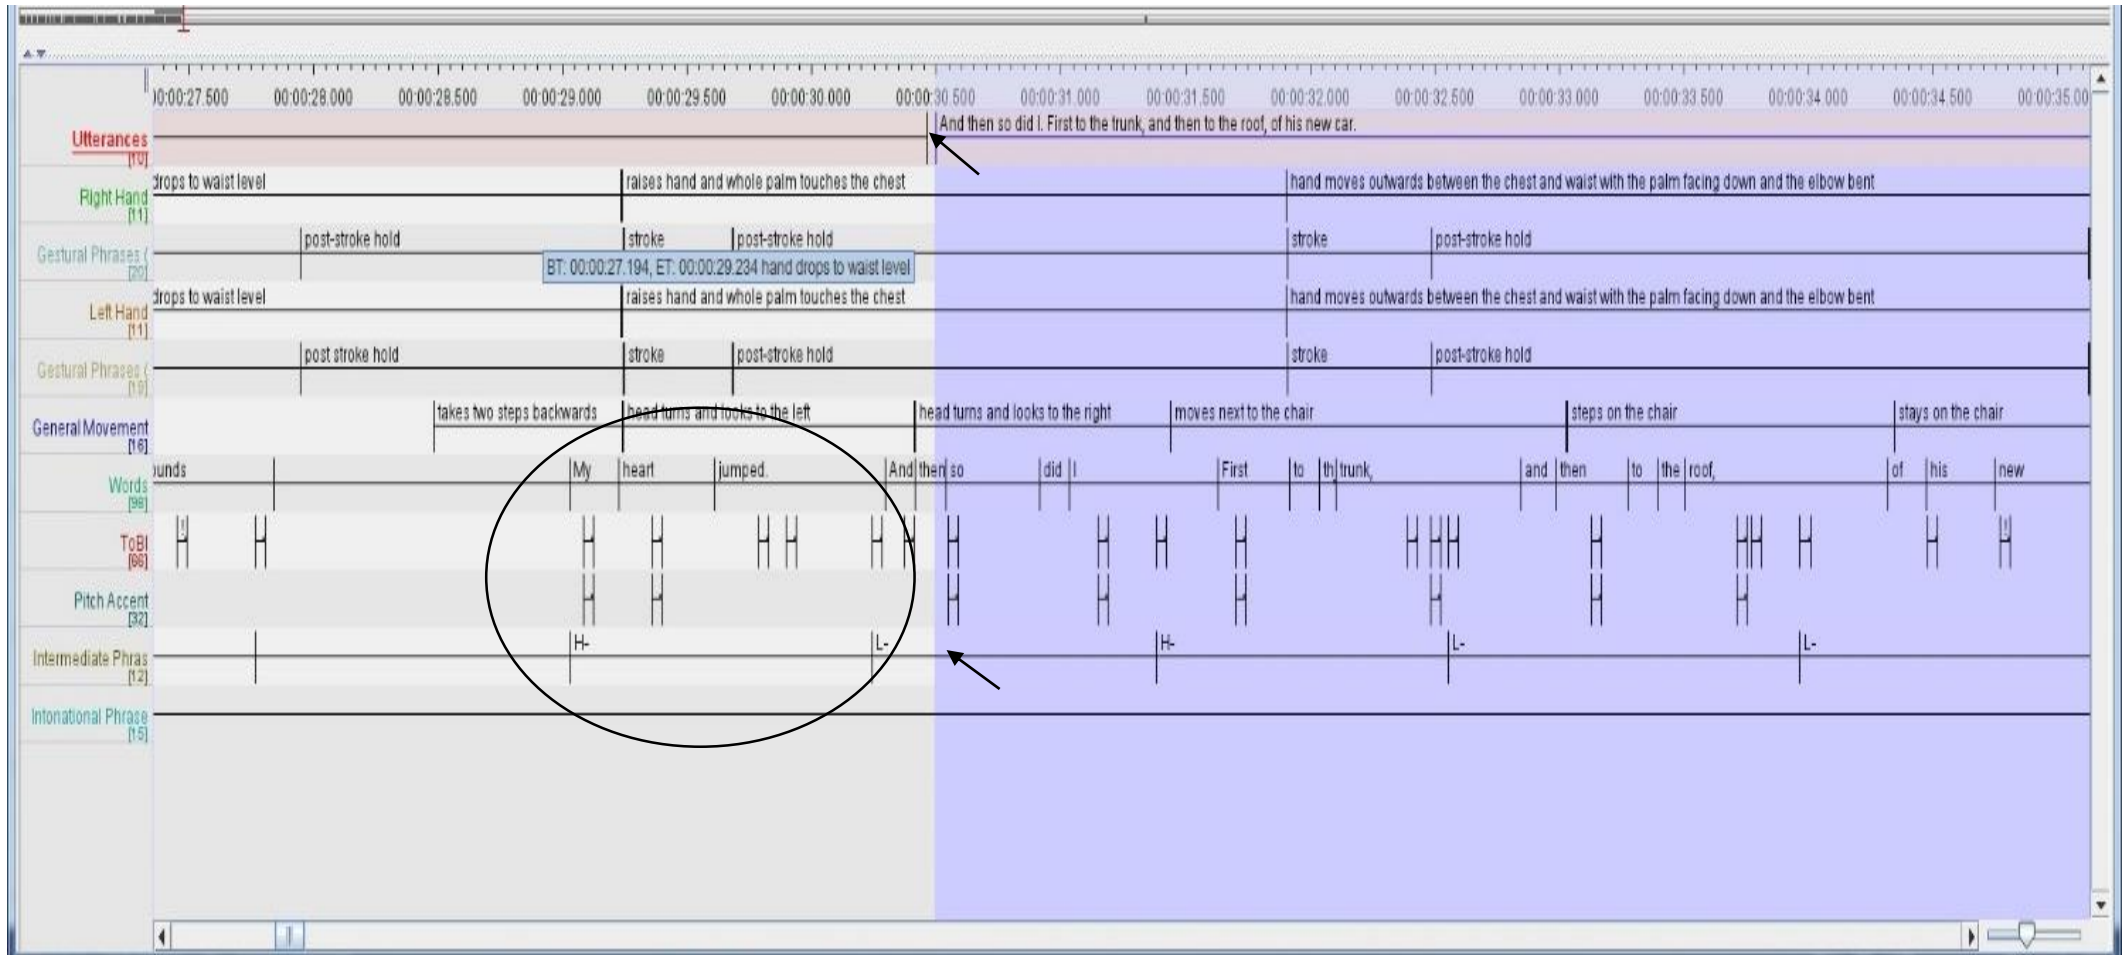 00:00:27.500 00:00:28.000 00:00:28.500 00:00:29.000 00:00:29.500 00:00:30.000 00:00:30.500 00:00:31.000 00:00:31.500 00:00:32.000 00:00:32.500 00:00:33.000 00:00:33.500 00:00:34.000 00:00:34.500 00:00:35.00
And then so did I. First to the trunk, and then to the roof, of his new car.
Utterances
[10]
drops to waist level raises hand and whole palm touches the chest hand moves outwards between the chest and waist with the palm facing down and the elbow bent
Right Hand
[11]
post-stroke hold stroke post-stroke hold stroke post-stroke hold
Gestural Phrases (
[20]
BT: 00:00:27.194, ET: 00:00:29.234 hand drops to waist level
drops to waist level raises hand and whole palm touches the chest hand moves outwards between the chest and waist with the palm facing down and the elbow bent
Left Hand
[11]
post stroke hold stroke post-stroke hold stroke post-stroke hold
Gestural Phrases (
[19]
takes two steps backwards head turns and looks to the left head turns and looks to the right moves next to the chair steps on the chair stays on the chair
General Movement
[16]
ounds My heart jumped. And then so did I First to th trunk, and then to the roof, of his new
Words
[98]
ToBI
[66]
Pitch Accent
[32]
H- L- H- L- L-
Intermediate Phras
[12]
Intonational Phrase
[15]